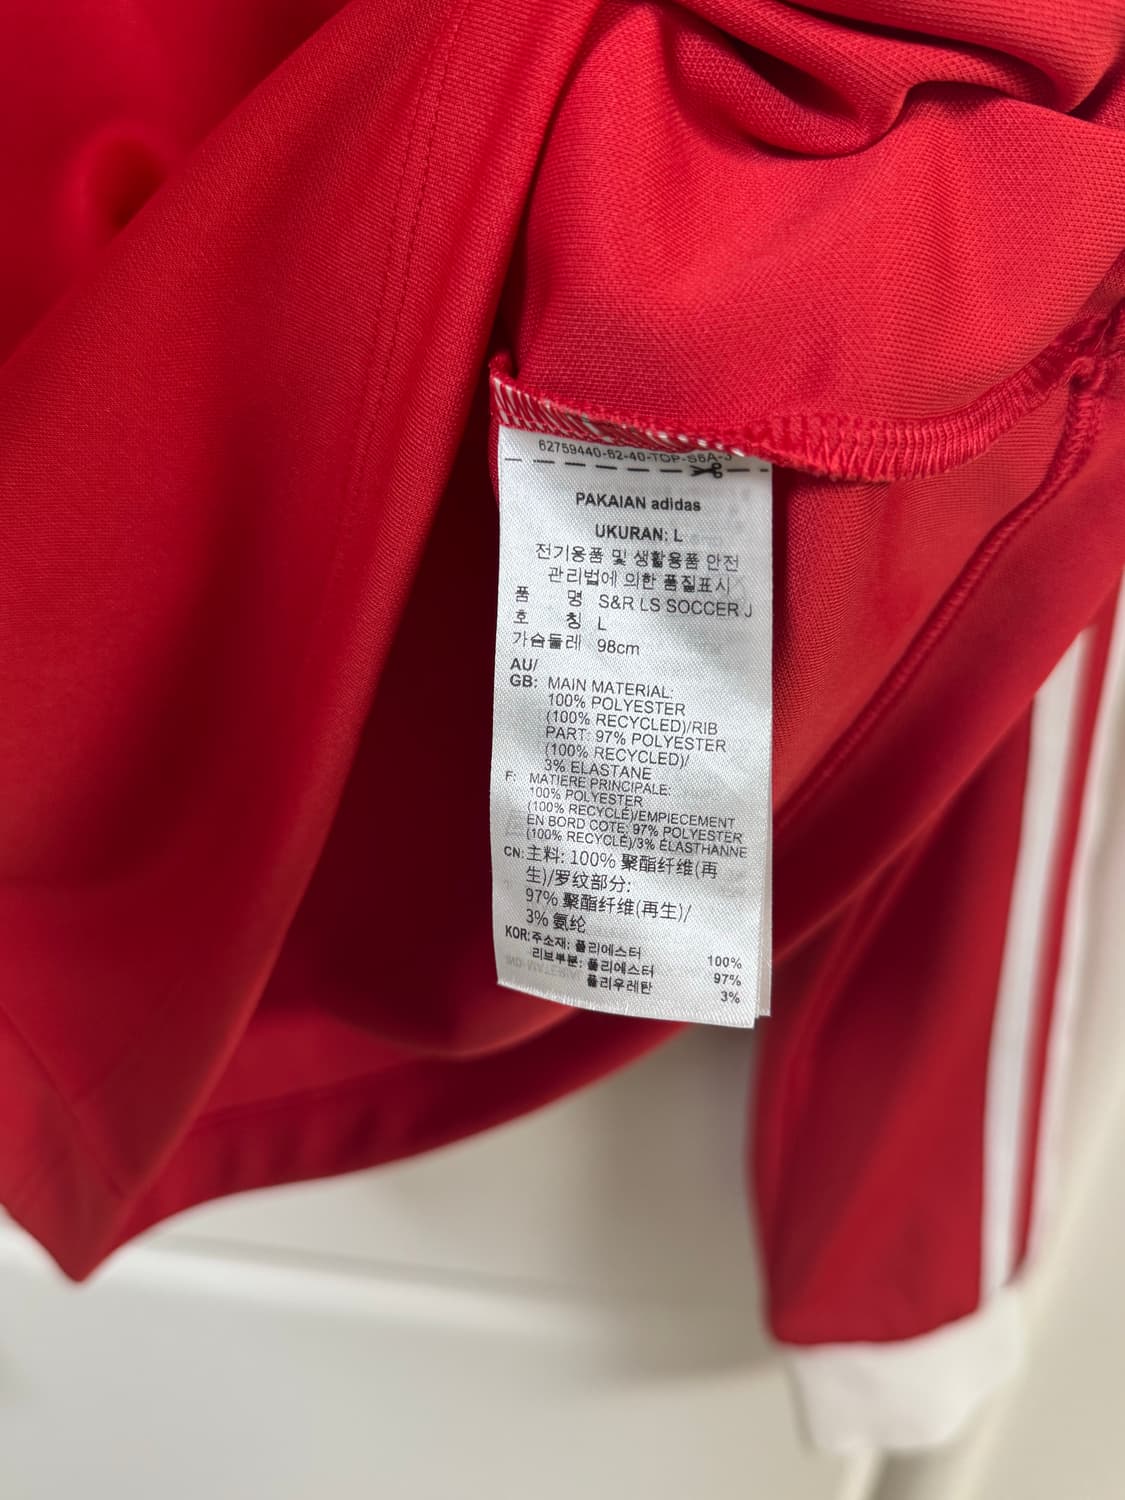 62759440-62-40-TOP-S6A-3
PAKAIAN adidas
UKURAN: L
전기용품 및 생활용품 안전
관리법에 의한 품질표시
품 명 S&R LS SOCCER J
호 칭 L
가슴둘레 98cm
AU/
GB: MAIN MATERIAL:
100% POLYESTER
(100% RECYCLED)/RIB
PART: 97% POLYESTER
(100% RECYCLED)/
3% ELASTANE
F: MATIERE PRINCIPALE:
100% POLYESTER
(100% RECYCLÉ)/EMPIECEMENT
EN BORD COTE: 97% POLYESTER
(100% RECYCLÉ)/3% ÉLASTHANNE
CN: 主料: 100% 聚酯纤维(再
生)/罗纹部分:
97% 聚酯纤维(再生)/
3% 氨纶
KOR: 주소재: 폴리에스터 100%
리브부분: 폴리에스터 97%
폴리우레탄 3%